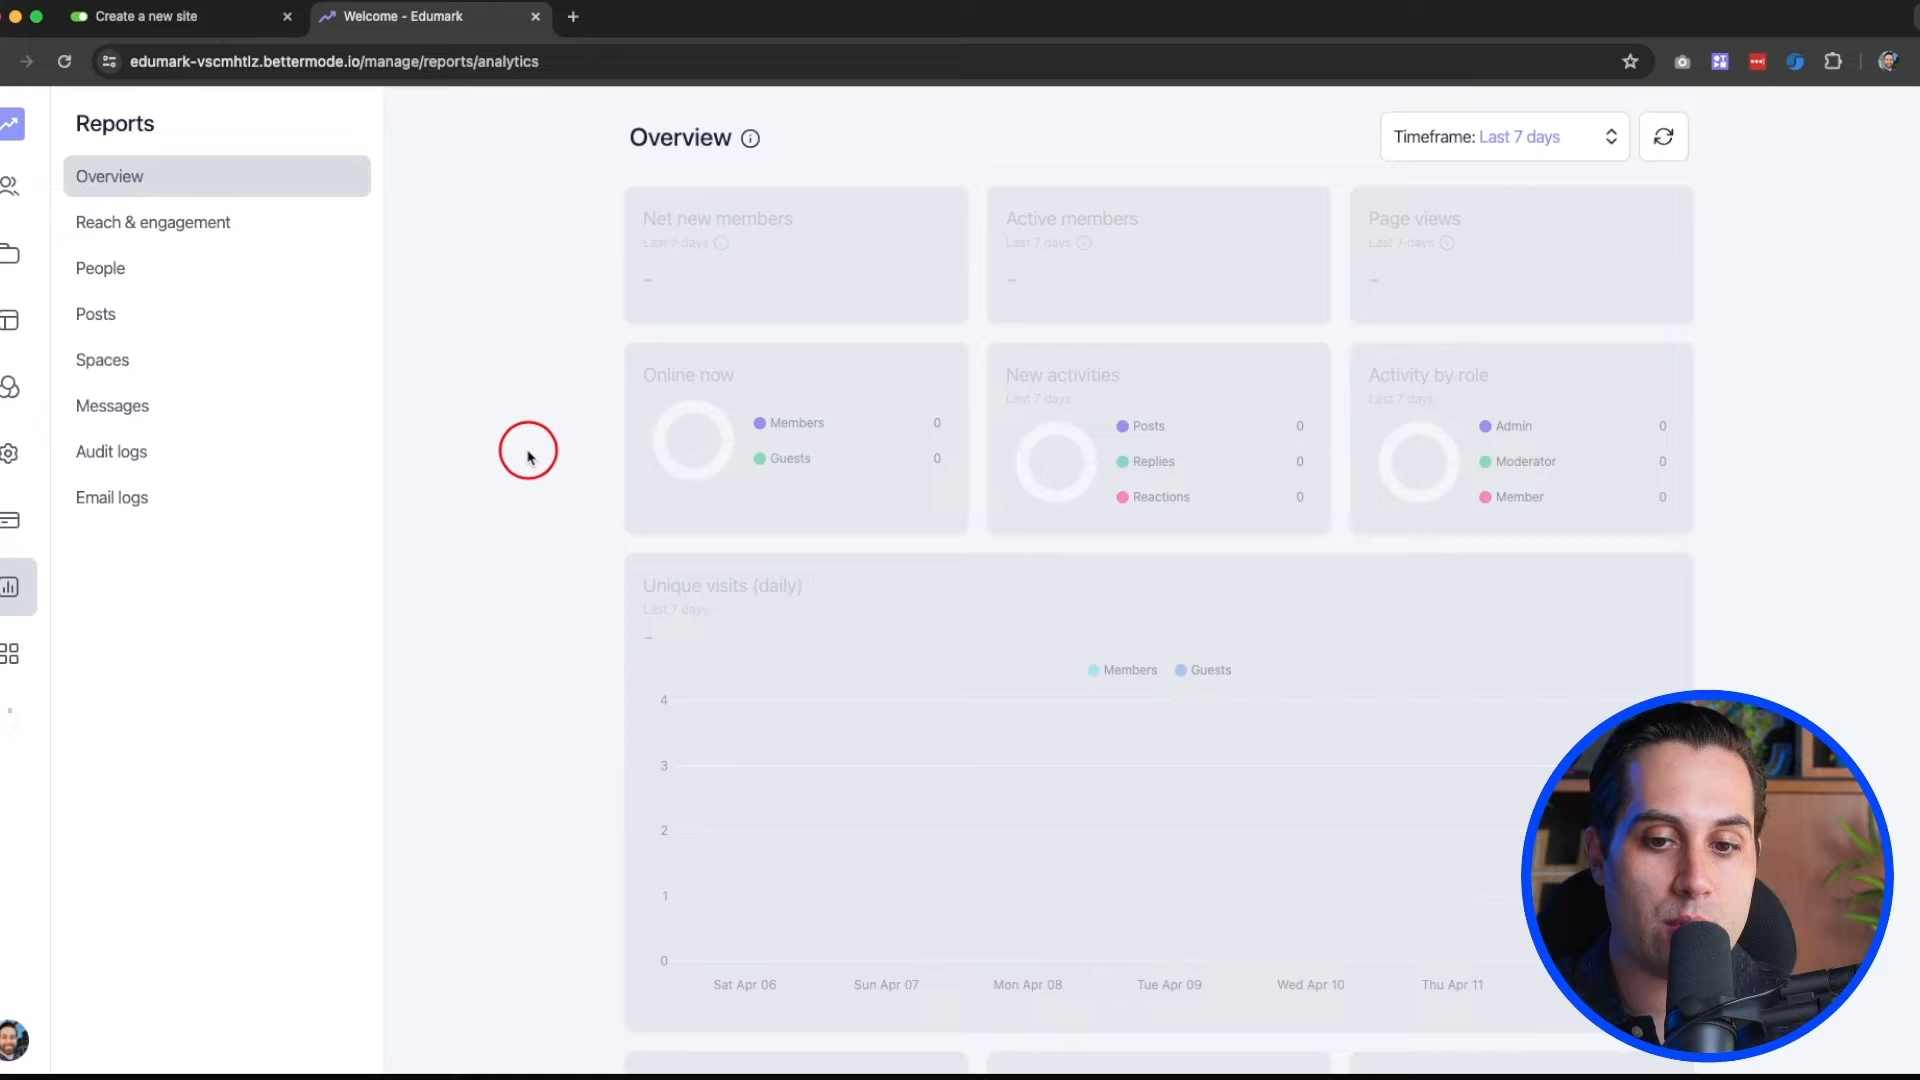 Create a new site
Welcome - Edumark
edumark-vscmhtlz.bettermode.io/manage/reports/analytics
Reports
Overview
Reach & engagement
People
Posts
Spaces
Messages
Audit logs
Email logs
Overview
Timeframe: Last 7 days
Net new members
Last 7 days
–
Active members
Last 7 days
–
Page views
Last 7 days
–
Online now
Members 0
Guests 0
New activities
Last 7 days
Posts 0
Replies 0
Reactions 0
Activity by role
Last 7 days
Admin 0
Moderator 0
Member 0
Unique visits (daily)
Last 7 days
–
Members Guests
4
3
2
1
0
Sat Apr 06 Sun Apr 07 Mon Apr 08 Tue Apr 09 Wed Apr 10 Thu Apr 11